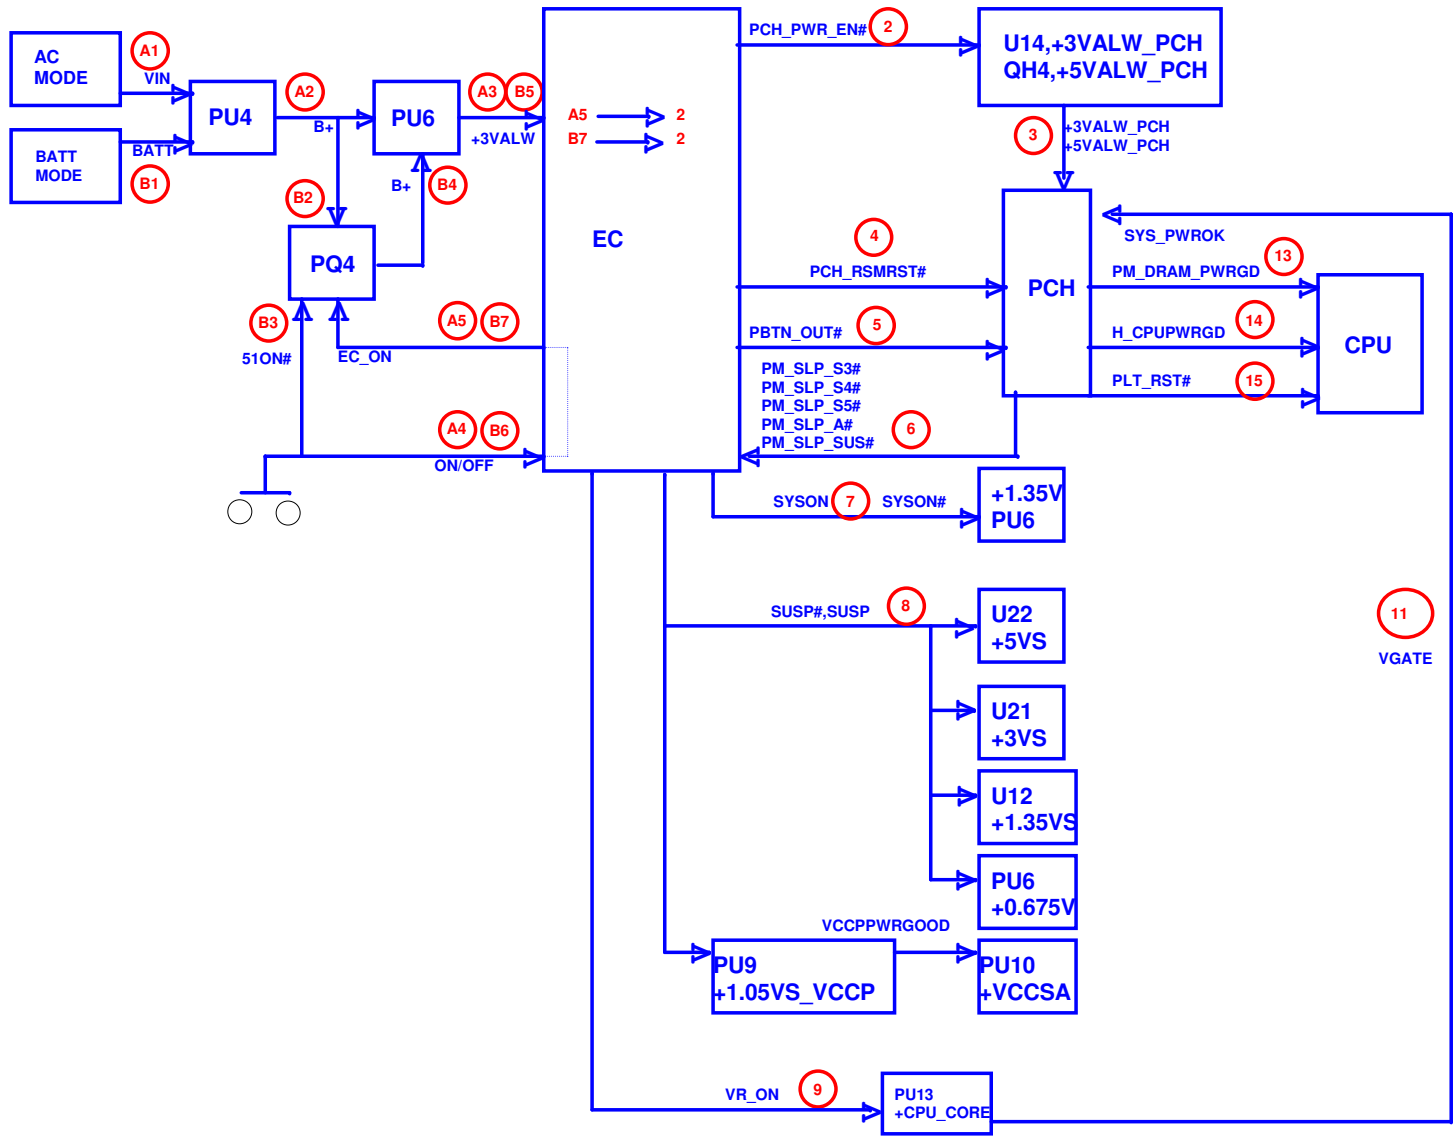 AC
MODE
A1
VIN
BATT
MODE
BATT
B1
PU4
A2
B+
PU6
A3
B5
+3VALW
B2
B+
B4
PQ4
B3
51ON#
EC_ON
A5
B7
A4
B6
ON/OFF
EC
A5
2
B7
2
PCH_PWR_EN#
2
U14,+3VALW_PCH
QH4,+5VALW_PCH
3
+3VALW_PCH
+5VALW_PCH
4
PCH_RSMRST#
PCH
PBTN_OUT#
5
PM_SLP_S3#
PM_SLP_S4#
PM_SLP_S5#
PM_SLP_A#
PM_SLP_SUS#
6
SYS_PWROK
PM_DRAM_PWRGD
13
H_CPUPWRGD
14
PLT_RST#
15
CPU
SYSON
7
SYSON#
+1.35V
PU6
SUSP#,SUSP
8
U22
+5VS
11
VGATE
U21
+3VS
U12
+1.35VS
PU6
+0.675V
VCCPPWRGOOD
PU9
+1.05VS_VCCP
PU10
+VCCSA
VR_ON
9
PU13
+CPU_CORE